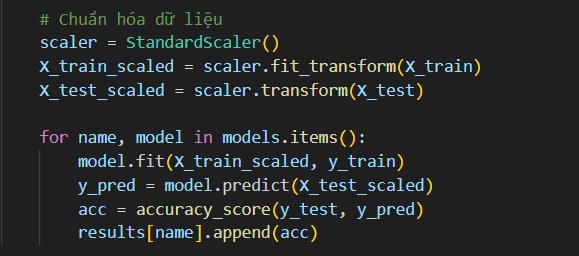 # Chuẩn hóa dữ liệu
scaler = StandardScaler()
X_train_scaled = scaler.fit_transform(X_train)
X_test_scaled = scaler.transform(X_test)
for name, model in models.items():
model.fit(X_train_scaled, y_train)
y_pred = model.predict(X_test_scaled)
acc = accuracy_score(y_test, y_pred)
results[name].append(acc)